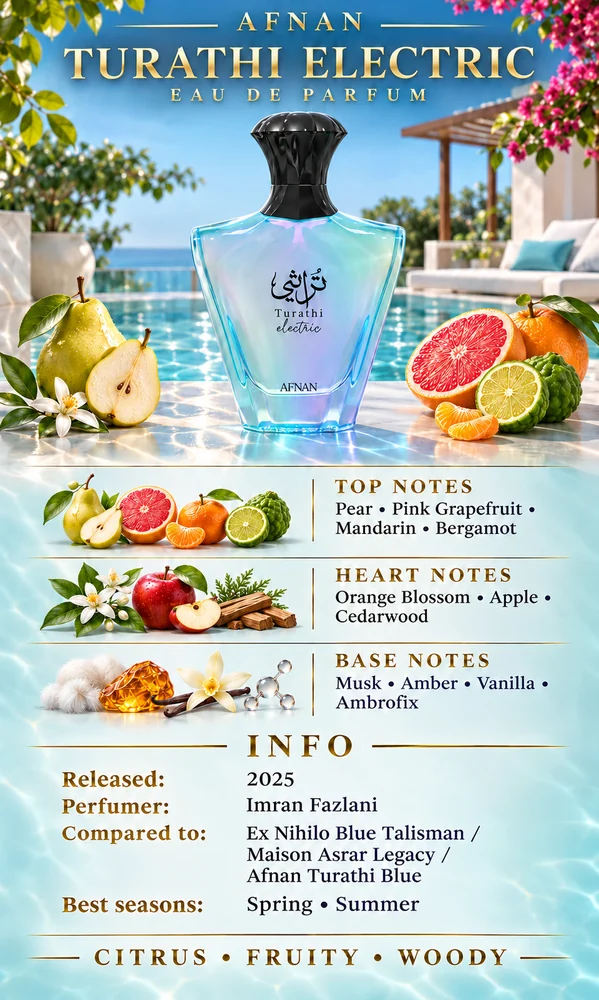 AFNAN
TURATHI ELECTRIC
EAU DE PARFUM
تُراثي
Turathi
electric
AFNAN
TOP NOTES
Pear • Pink Grapefruit •
Mandarin • Bergamot
HEART NOTES
Orange Blossom • Apple •
Cedarwood
BASE NOTES
Musk • Amber • Vanilla •
Ambrofix
INFO
Released: 2025
Perfumer: Imran Fazlani
Compared to: Ex Nihilo Blue Talisman /
Maison Asrar Legacy /
Afnan Turathi Blue
Best seasons: Spring • Summer
CITRUS • FRUITY • WOODY